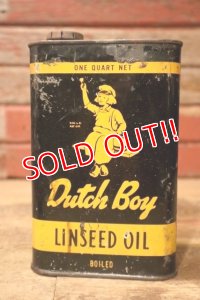 ONE QUART NET
SOLD OUT!!
Dutch Boy
LINSEED OIL
BOILED